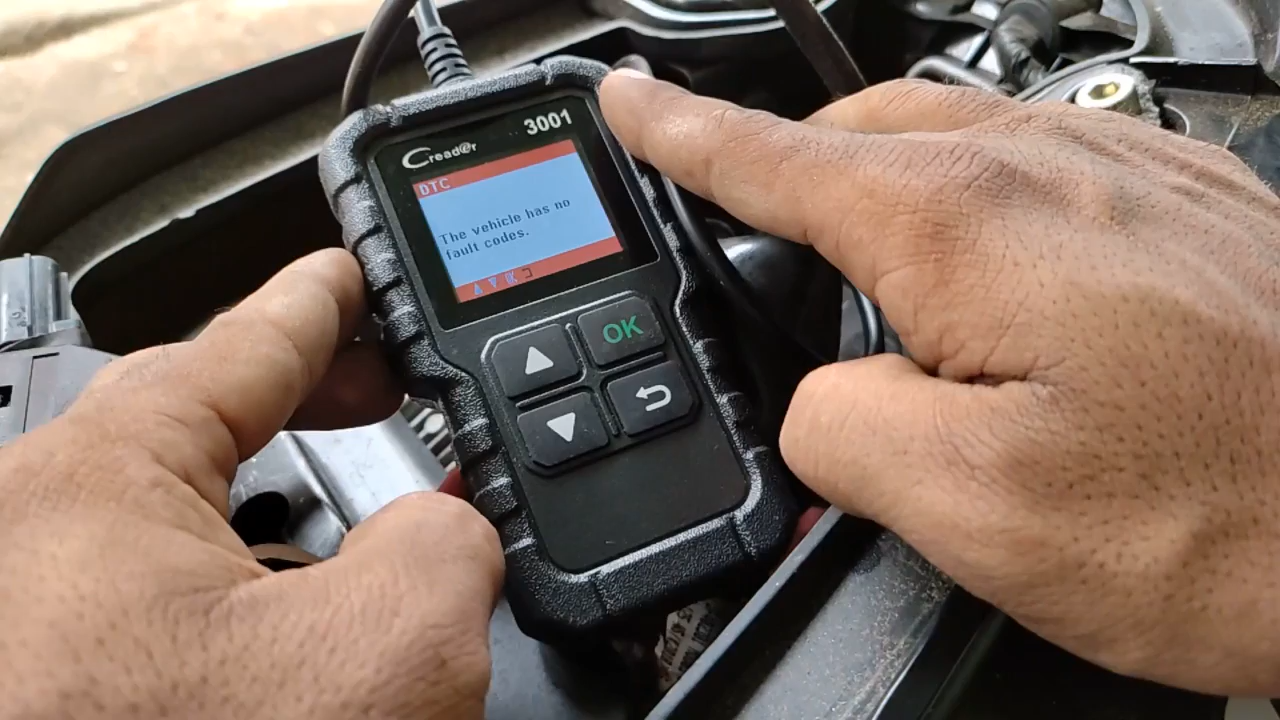 3001
Creader
DTC
The vehicle has no
fault codes.
OK